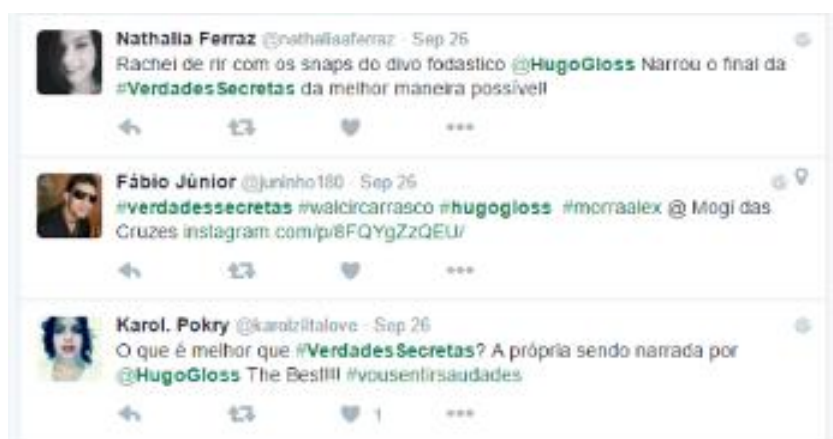 Nathalia Ferraz @nathaliaaferraz · Sep 26
Rachei de rir com os snaps do divo fodastico @HugoGloss Narrou o final da
#VerdadesSecretas da melhor maneira possível!
Fábio Júnior @juninho180 · Sep 26
#verdadessecretas #walcircarrasco #hugogloss #morraalex @ Mogi das
Cruzes instagram.com/p/8FQYgZzQEU/
Karol. Pokry · Sep 26
O que é melhor que #VerdadesSecretas? A própria sendo narrada por
@HugoGloss The Best!!!! #vousentirsaudades
1